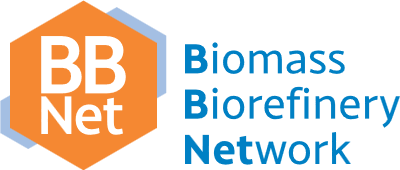 BB
Net
Biomass
Biorefinery
Network